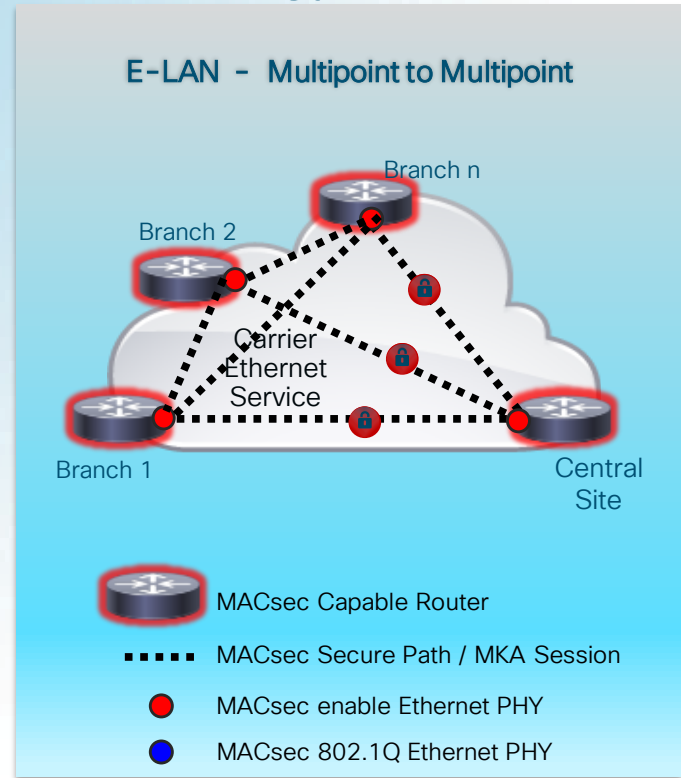 E-LAN - Multipoint to Multipoint
Branch n
Branch 2
Carrier
Ethernet
Service
Branch 1
Central
Site
MACsec Capable Router
MACsec Secure Path / MKA Session
MACsec enable Ethernet PHY
MACsec 802.1Q Ethernet PHY